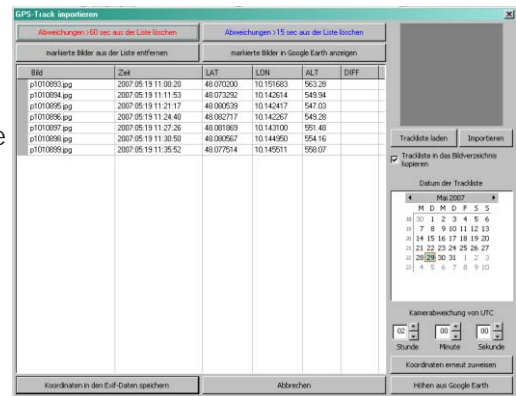 GPS-Track importieren
Abweichungen >60 sec aus der Liste löschen
Abweichungen >15 sec aus der Liste löschen
markierte Bilder aus der Liste entfernen
markierte Bilder in Google Earth anzeigen
Bild Zeit LAT LON ALT DIFF
p1010893.jpg 2007:05:19 11:00:20 48.070200 10.151683 563.28
p1010894.jpg 2007:05:19 11:11:53 48.073292 10.142614 549.94
p1010895.jpg 2007:05:19 11:21:17 48.080539 10.142417 547.03
p1010896.jpg 2007:05:19 11:24:40 48.082717 10.142267 549.28
p1010897.jpg 2007:05:19 11:27:26 48.081869 10.143100 551.48
p1010898.jpg 2007:05:19 11:30:50 48.080567 10.144950 554.16
p1010899.jpg 2007:05:19 11:35:52 48.077514 10.145511 558.07
e
Trackliste laden Importieren
Trackliste in das Bildverzeichnis
kopieren
Datum der Trackliste
Mai 2007
M D M D F S S
18 30 1 2 3 4 5 6
19 7 8 9 10 11 12 13
20 14 15 16 17 18 19 20
21 21 22 23 24 25 26 27
22 28 29 30 31 1 2 3
23 4 5 6 7 8 9 10
Kameraabweichung von UTC
02 00 00
Stunde Minute Sekunde
Koordinaten erneut zuweisen
Koordinaten in den Exif-Daten speichern
Abbrechen
Höhen aus Google Earth